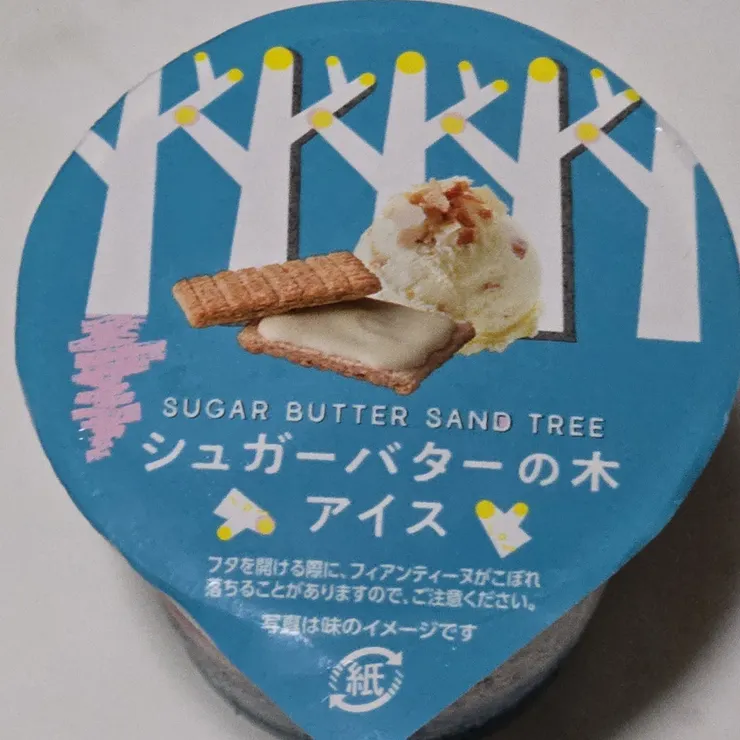 SUGAR BUTTER SAND TREE
シュガーバターの木
アイス
フタを開ける際に、フィアンティーヌがこぼれ
落ちることがありますので、ご注意ください。
写真は味のイメージです
紙